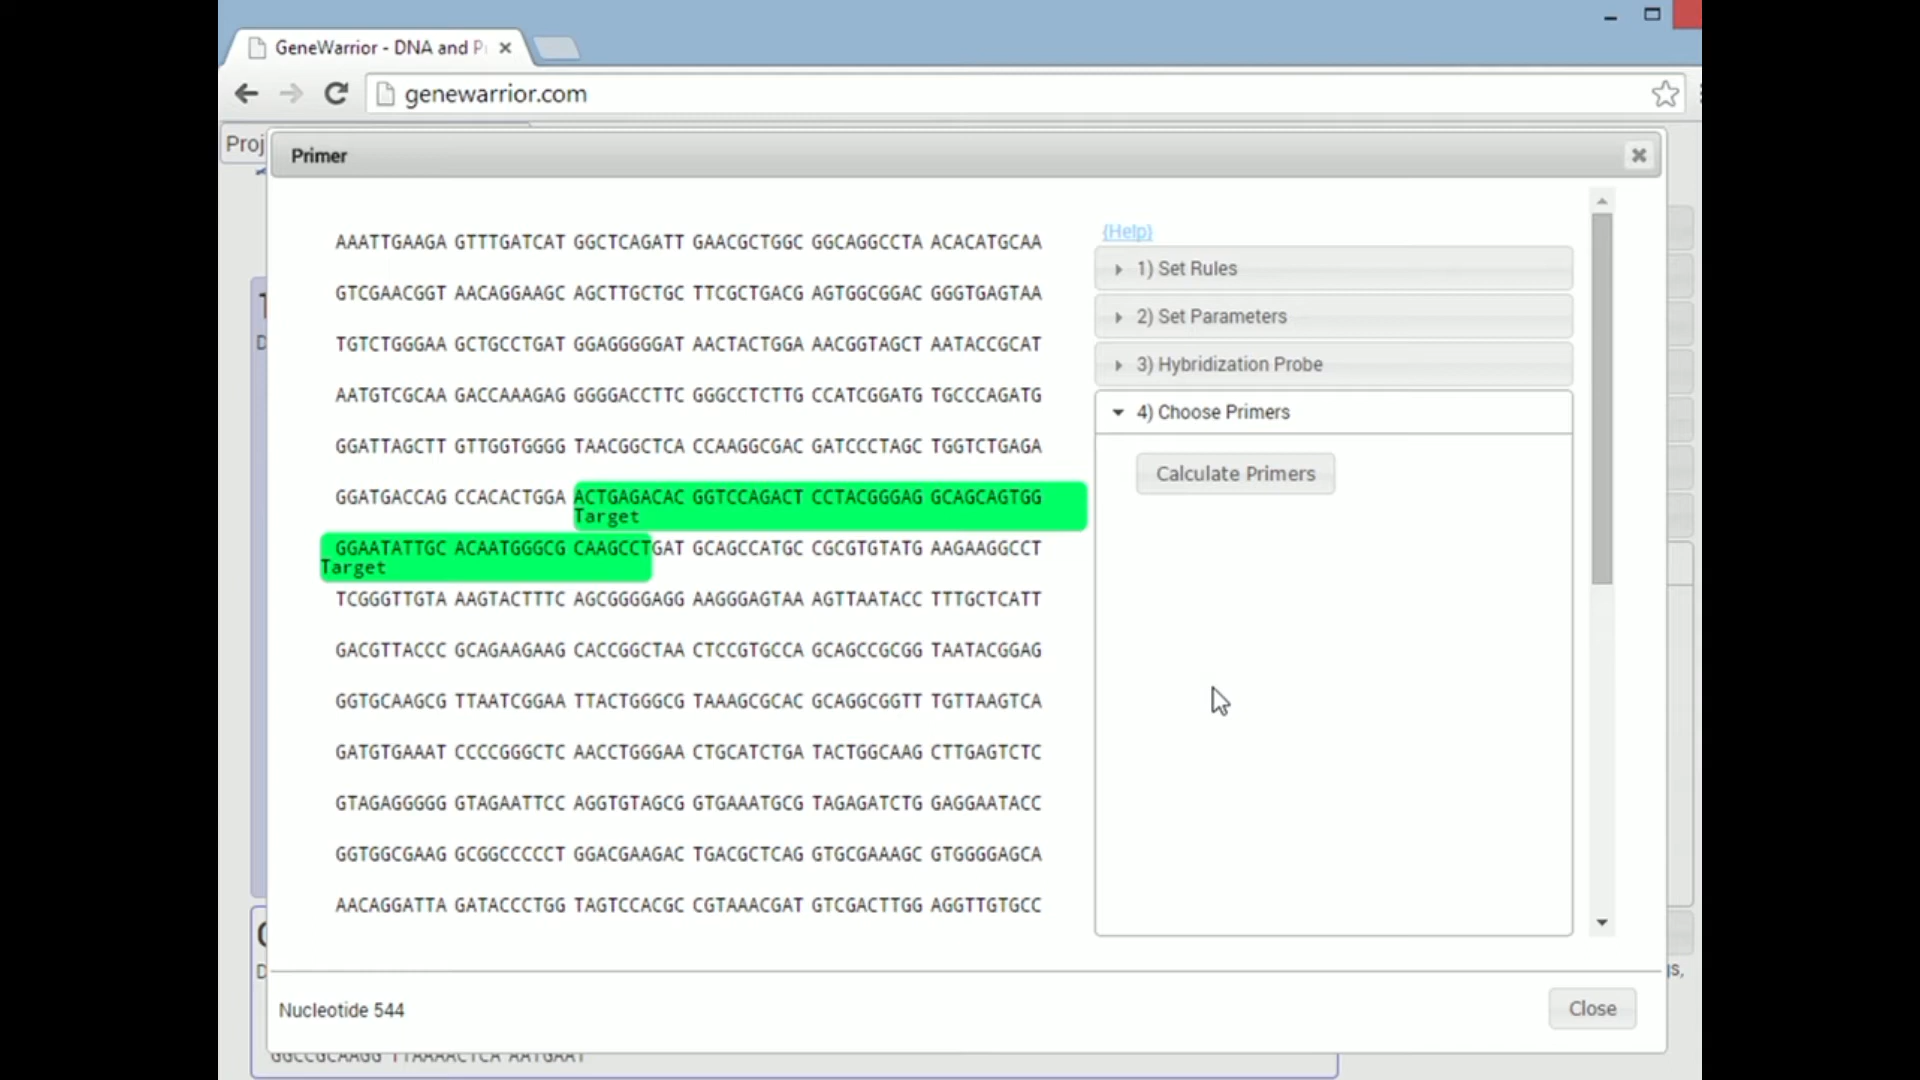 GeneWarrior - DNA and P
genewarrior.com
Proj
Primer
AAATTGAAGA GTTTGATCAT GGCTCAGATT GAACGCTGGC GGCAGGCCTA ACACATGCAA
GTCGAACGGT AACAGGAAGC AGCTTGCTGC TTCGCTGACG AGTGGCGGAC GGGTGAGTAA
TGTCTGGGAA GCTGCCTGAT GGAGGGGGAT AACTACTGGA AACGGTAGCT AATACCGCAT
AATGTCGCAA GACCAAAGAG GGGGACCTTC GGGCCTCTTG CCATCGGATG TGCCCAGATG
GGATTAGCTT GTTGGTGGGG TAACGGCTCA CCAAGGCGAC GATCCCTAGC TGGTCTGAGA
GGATGACCAG CCACACTGGA ACTGAGACAC GGTCCAGACT CCTACGGGAG GCAGCAGTGG
Target
GGAATATTGC ACAATGGGCG CAAGCCTGAT GCAGCCATGC CGCGTGTATG AAGAAGGCCT
Target
TCGGGTTGTA AAGTACTTTC AGCGGGGAGG AAGGGAGTAA AGTTAATACC TTTGCTCATT
GACGTTACCC GCAGAAGAAG CACCGGCTAA CTCCGTGCCA GCAGCCGCGG TAATACGGAG
GGTGCAAGCG TTAATCGGAA TTACTGGGCG TAAAGCGCAC GCAGGCGGTT TGTTAAGTCA
GATGTGAAAT CCCCGGGCTC AACCTGGGAA CTGCATCTGA TACTGGCAAG CTTGAGTCTC
GTAGAGGGGG GTAGAATTCC AGGTGTAGCG GTGAAATGCG TAGAGATCTG GAGGAATACC
GGTGGCGAAG GCGGCCCCCT GGACGAAGAC TGACGCTCAG GTGCGAAAGC GTGGGGAGCA
AACAGGATTA GATACCCTGG TAGTCCACGC CGTAAACGAT GTCGACTTGG AGGTTGTGCC
{Help}
1) Set Rules
2) Set Parameters
3) Hybridization Probe
4) Choose Primers
Calculate Primers
Nucleotide 544
Close
GGCCGCAAGG TTAAAACTCA AATGAAT